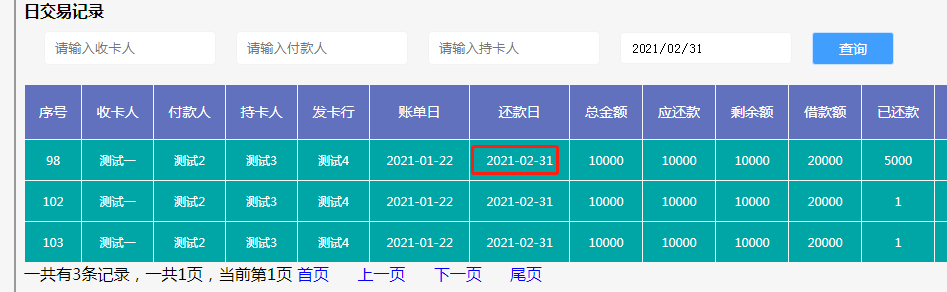 日交易记录
请输入收卡人 请输入付款人 请输入持卡人 2021/02/31 查询
序号 收卡人 付款人 持卡人 发卡行 账单日 还款日 总金额 应还款 剩余额 借款额 已还款
98 测试一 测试2 测试3 测试4 2021-01-22 2021-02-31 10000 10000 10000 20000 5000
102 测试一 测试2 测试3 测试4 2021-01-22 2021-02-31 10000 10000 10000 20000 1
103 测试一 测试2 测试3 测试4 2021-01-22 2021-02-31 10000 10000 10000 20000 1
一共有3条记录，一共1页，当前第1页 首页 上一页 下一页 尾页